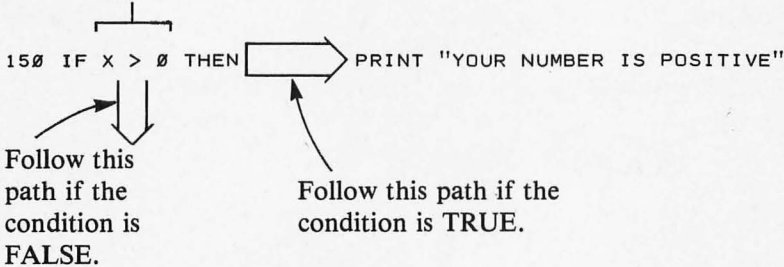 150 IF X > 0 THEN PRINT "YOUR NUMBER IS POSITIVE"
Follow this
path if the
condition is
FALSE.
Follow this path if the
condition is TRUE.